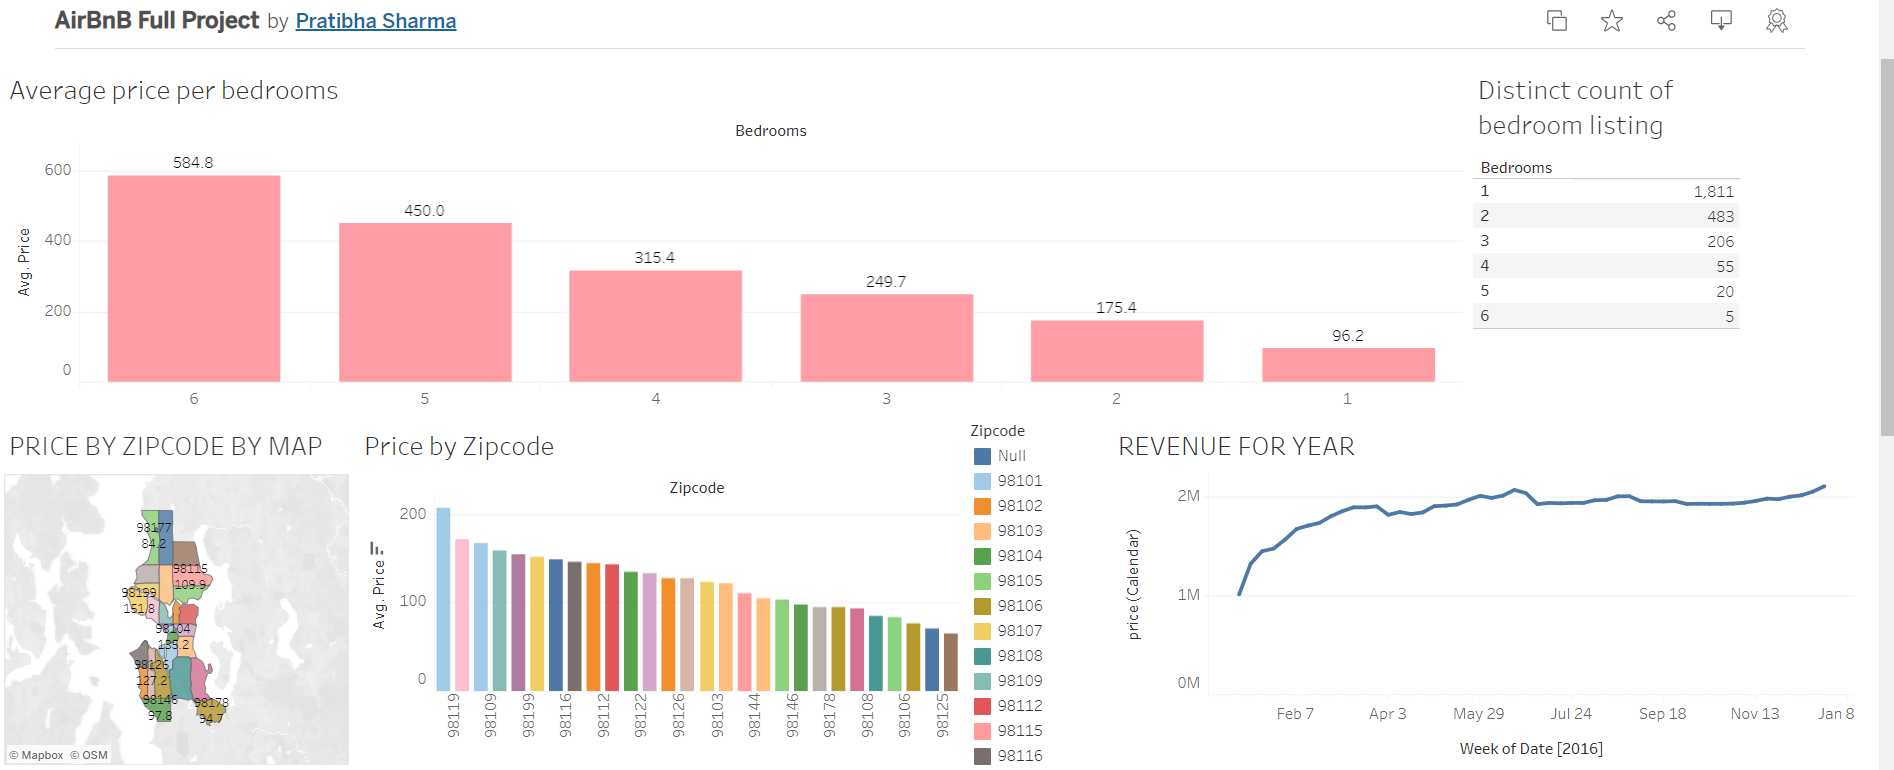 AirBnB Full Project by Pratibha Sharma
Average price per bedrooms
Bedrooms
Avg. Price
600
400
200
0
584.8
450.0
315.4
249.7
175.4
96.2
6
5
4
3
2
1
Distinct count of
bedroom listing
Bedrooms
1 1,811
2 483
3 206
4 55
5 20
6 5
PRICE BY ZIPCODE BY MAP
98177
84.2
98115
109.9
98199
151.8
98104
135.2
98126
127.2
98146
97.8
98178
94.7
© Mapbox © OSM
Price by Zipcode
Zipcode
Avg. Price
200
100
0
98119
98109
98199
98116
98112
98122
98126
98103
98144
98146
98178
98108
98106
98125
Zipcode
Null
98101
98102
98103
98104
98105
98106
98107
98108
98109
98112
98115
98116
REVENUE FOR YEAR
price (Calendar)
2M
1M
0M
Feb 7
Apr 3
May 29
Jul 24
Sep 18
Nov 13
Jan 8
Week of Date [2016]